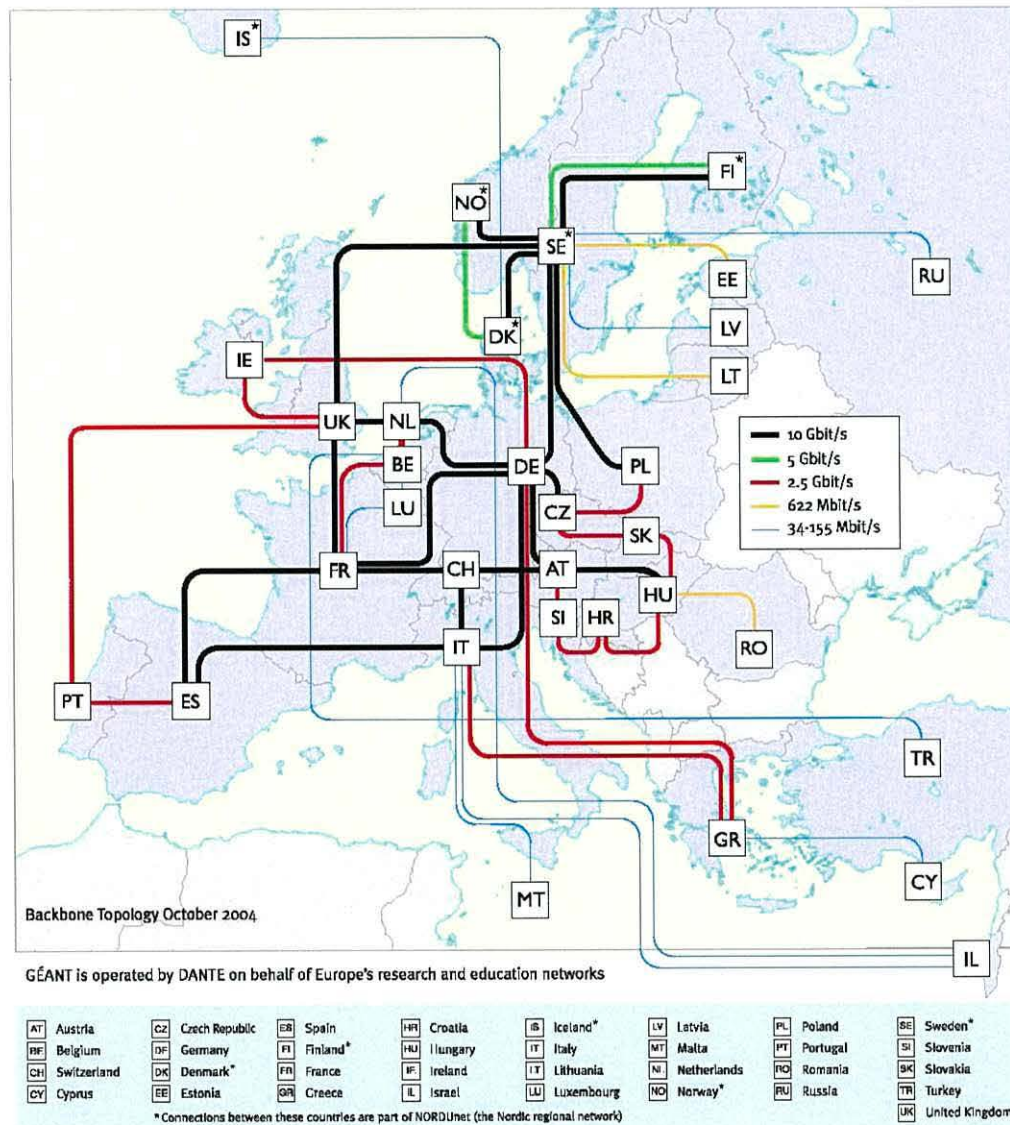 IS*
FI*
NO*
SE*
RU
EE
DK*
LV
IE
LT
UK
NL
10 Gbit/s
5 Gbit/s
2.5 Gbit/s
622 Mbit/s
34-155 Mbit/s
BE
DE
PL
LU
CZ
SK
FR
CH
AT
HU
SI
HR
IT
RO
PT
ES
TR
GR
CY
MT
Backbone Topology October 2004
IL
GÉANT is operated by DANTE on behalf of Europe's research and education networks
AT Austria
BE Belgium
CH Switzerland
CY Cyprus
CZ Czech Republic
DE Germany
DK Denmark*
EE Estonia
ES Spain
FI Finland*
FR France
GR Greece
HR Croatia
HU Hungary
IE Ireland
IL Israel
IS Iceland*
IT Italy
LT Lithuania
LU Luxembourg
LV Latvia
MT Malta
NL Netherlands
NO Norway*
PL Poland
PT Portugal
RO Romania
RU Russia
SE Sweden*
SI Slovenia
SK Slovakia
TR Turkey
UK United Kingdom
* Connections between these countries are part of NORDUnet (the Nordic regional network)